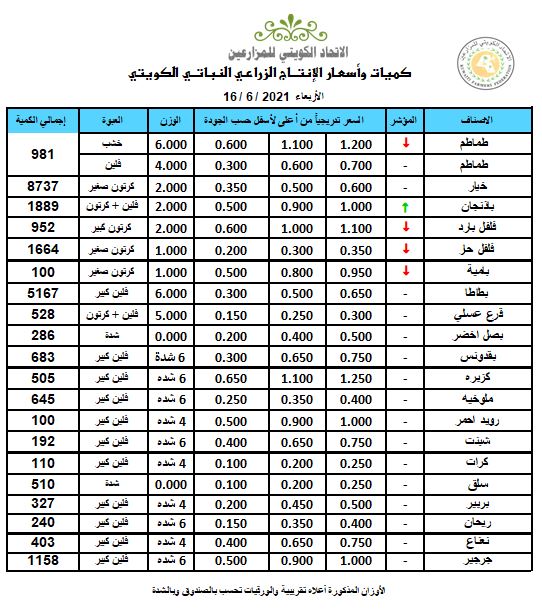 الاتحاد الكويتي للمزارعين
كميات وأسعار الإنتاج الزراعي النباتي الكويتي
الأربعاء 16 / 6 / 2021
الاصناف المؤشر السعر تدريجياً من أعلى لأسفل حسب الجودة الوزن العبوة إجمالي الكمية
طماطم ↓ 1.200 1.100 0.600 6.000 خشب 981
طماطم - 0.700 0.600 0.300 4.000 فلين
خيار - 0.600 0.500 0.350 2.000 كرتون صغير 8737
باذنجان ↑ 1.000 0.900 0.500 2.000 فلين + كرتون 1889
فلفل بارد ↓ 1.100 1.000 0.600 2.000 كرتون كبير 952
فلفل حار ↓ 0.350 0.300 0.200 1.000 كرتون صغير 1664
بامية ↓ 0.950 0.800 0.500 1.000 كرتون صغير 100
بطاطا - 0.650 0.500 0.300 6.000 فلين كبير 5167
قرع عسلي - 0.300 0.250 0.150 5.000 فلين + كرتون 528
بصل اخضر - 0.500 0.400 0.200 0.000 شدة 286
بقدونس - 0.750 0.650 0.300 6 شدة فلين كبير 683
كزبره - 1.250 1.100 0.650 6 شده فلين كبير 505
ملوخيه - 0.400 0.350 0.250 6 شده فلين كبير 645
رويد احمر - 1.000 0.900 0.500 4 شده فلين كبير 100
شبنت - 0.750 0.650 0.400 6 شده فلين كبير 192
كرات - 0.250 0.200 0.100 4 شده فلين كبير 110
سلق - 0.250 0.200 0.100 0.000 شدة 510
بربير - 0.500 0.450 0.200 4 شده فلين كبير 327
ريحان - 0.400 0.350 0.150 6 شده فلين كبير 240
نعناع - 0.750 0.650 0.400 4 شده فلين كبير 403
جرجير - 1.000 0.900 0.500 6 شده فلين كبير 1158
الأوزان المذكورة أعلاه تقريبية والورقيات تحسب بالصندوق وبالشدة